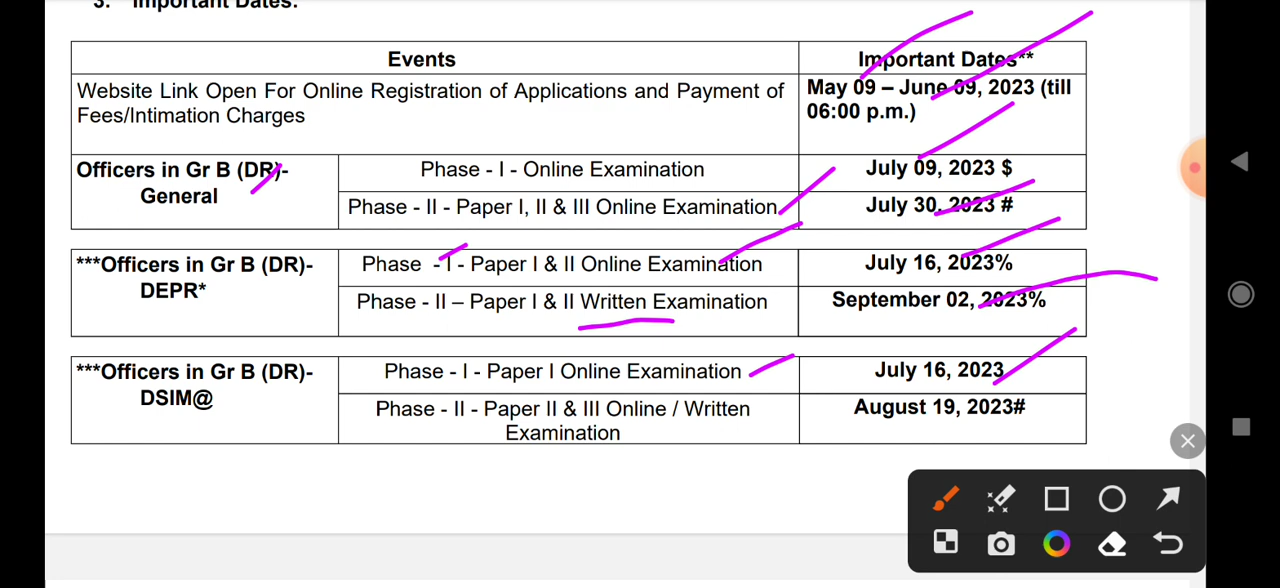 3. Important Dates:
Events
Important Dates**
Website Link Open For Online Registration of Applications and Payment of
Fees/Intimation Charges
May 09 – June 09, 2023 (till
06:00 p.m.)
Officers in Gr B (DR)-
General
Phase - I - Online Examination
July 09, 2023 $
Phase - II - Paper I, II & III Online Examination
July 30, 2023 #
***Officers in Gr B (DR)-
DEPR*
Phase - I - Paper I & II Online Examination
July 16, 2023%
Phase - II – Paper I & II Written Examination
September 02, 2023%
***Officers in Gr B (DR)-
DSIM@
Phase - I - Paper I Online Examination
July 16, 2023
Phase - II - Paper II & III Online / Written
Examination
August 19, 2023#